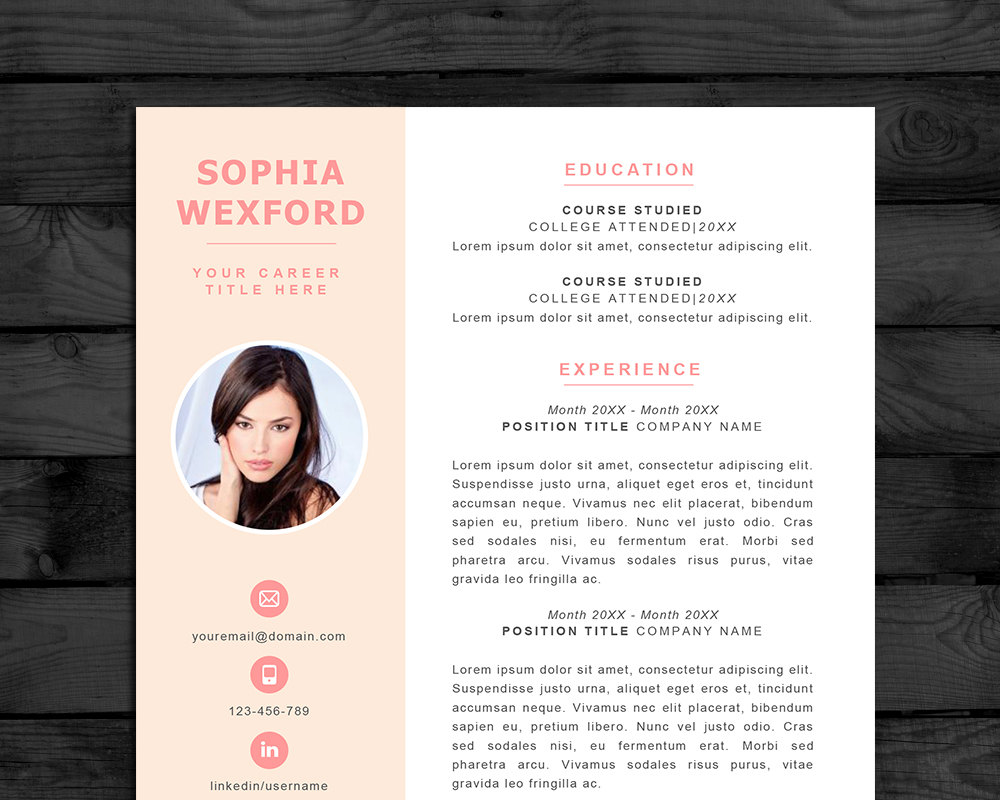 SOPHIA
WEXFORD
YOUR CAREER
TITLE HERE
youremail@domain.com
123-456-789
in
linkedin/username
EDUCATION
COURSE STUDIED
COLLEGE ATTENDED|20XX
Lorem ipsum dolor sit amet, consectetur adipiscing elit.
COURSE STUDIED
COLLEGE ATTENDED|20XX
Lorem ipsum dolor sit amet, consectetur adipiscing elit.
EXPERIENCE
Month 20XX - Month 20XX
POSITION TITLE COMPANY NAME
Lorem ipsum dolor sit amet, consectetur adipiscing elit.
Suspendisse justo urna, aliquet eget eros et, tincidunt
accumsan neque. Vivamus nec elit placerat, bibendum
sapien eu, pretium libero. Nunc vel justo odio. Cras
sed sodales nisi, eu fermentum erat. Morbi sed
pharetra arcu. Vivamus sodales risus purus, vitae
gravida leo fringilla ac.
Month 20XX - Month 20XX
POSITION TITLE COMPANY NAME
Lorem ipsum dolor sit amet, consectetur adipiscing elit.
Suspendisse justo urna, aliquet eget eros et, tincidunt
accumsan neque. Vivamus nec elit placerat, bibendum
sapien eu, pretium libero. Nunc vel justo odio. Cras
sed sodales nisi, eu fermentum erat. Morbi sed
pharetra arcu. Vivamus sodales risus purus, vitae
gravida leo fringilla ac.